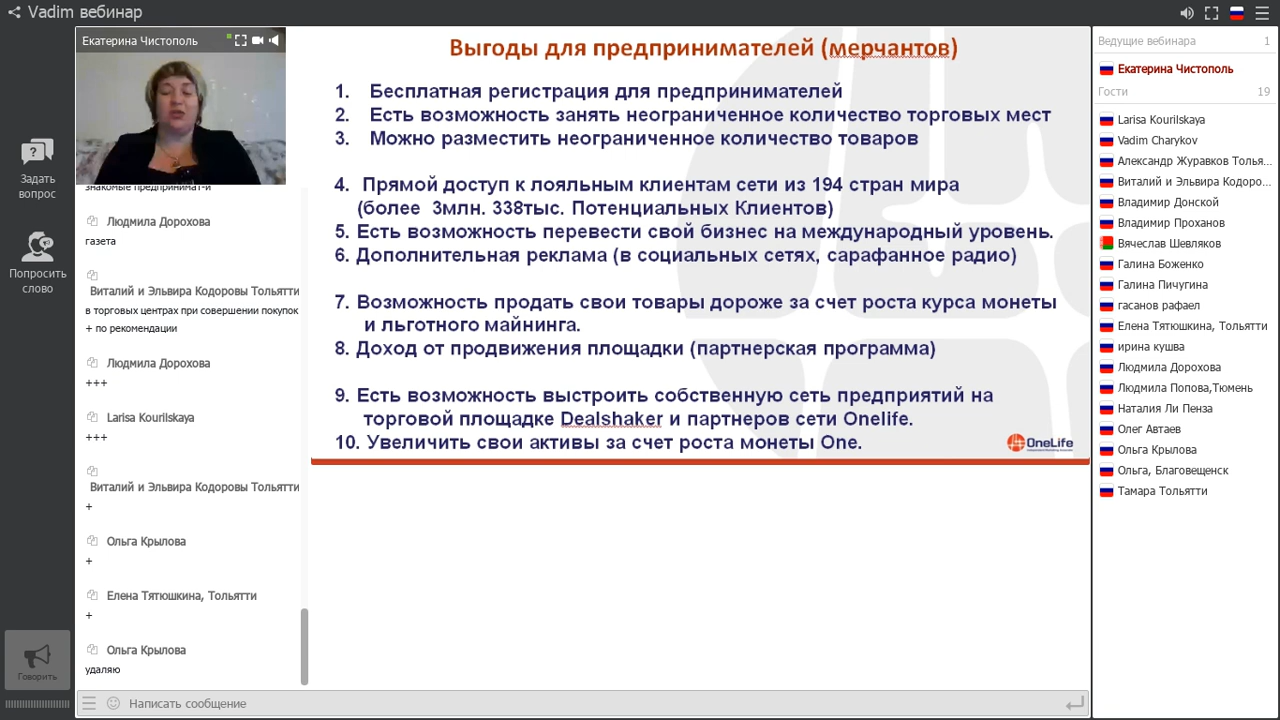 Vadim вебинар
Екатерина Чистополь
Задать
вопрос
Попросить
слово
Говорить
знакомые предпринимат-и
Людмила Дорохова
газета
Виталий и Эльвира Кодоровы Тольятти
в торговых центрах при совершении покупок
+ по рекомендации
Людмила Дорохова
+++
Larisa Kourilskaya
+++
Виталий и Эльвира Кодоровы Тольятти
+
Ольга Крылова
+
Елена Тятюшкина, Тольятти
+
Ольга Крылова
удаляю
Написать сообщение
Выгоды для предпринимателей (мерчантов)
1. Бесплатная регистрация для предпринимателей
2. Есть возможность занять неограниченное количество торговых мест
3. Можно разместить неограниченное количество товаров
4. Прямой доступ к лояльным клиентам сети из 194 стран мира
(более 3млн. 338тыс. Потенциальных Клиентов)
5. Есть возможность перевести свой бизнес на международный уровень.
6. Дополнительная реклама (в социальных сетях, сарафанное радио)
7. Возможность продать свои товары дороже за счет роста курса монеты
и льготного майнинга.
8. Доход от продвижения площадки (партнерская программа)
9. Есть возможность выстроить собственную сеть предприятий на
торговой площадке Dealshaker и партнеров сети Onelife.
10. Увеличить свои активы за счет роста монеты One.
OneLife
Ведущие вебинара 1
Екатерина Чистополь
Гости 19
Larisa Kourilskaya
Vadim Charykov
Александр Журавков Толья...
Виталий и Эльвира Кодоро...
Владимир Донской
Владимир Проханов
Вячеслав Шевляков
Галина Боженко
Галина Пичугина
гасанов рафаел
Елена Тятюшкина, Тольятти
ирина кушва
Людмила Дорохова
Людмила Попова,Тюмень
Наталия Ли Пенза
Олег Автаев
Ольга Крылова
Ольга, Благовещенск
Тамара Тольятти